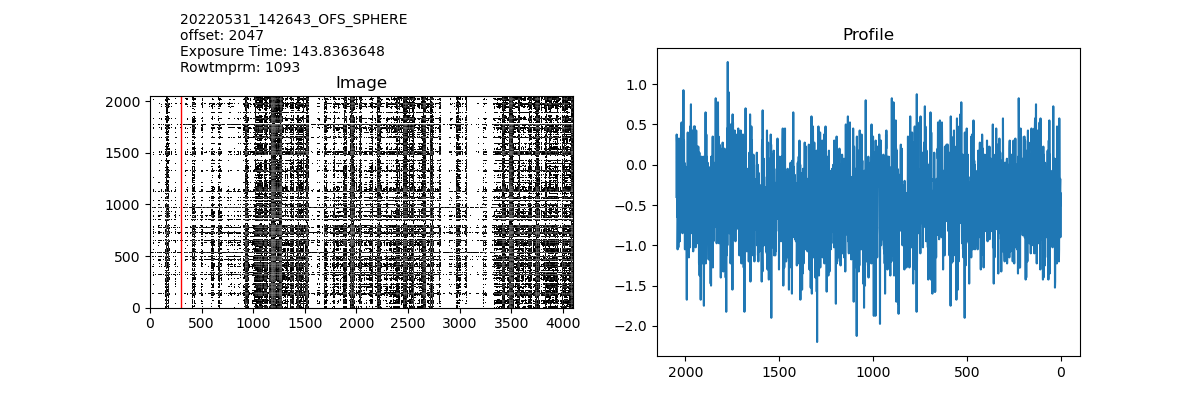 20220531_142643_OFS_SPHERE
offset: 2047
Exposure Time: 143.8363648
Rowtmprm: 1093
Image
2000
1500
1000
500
0
0 500 1000 1500 2000 2500 3000 3500 4000
Profile
1.0
0.5
0.0
−0.5
−1.0
−1.5
−2.0
2000 1500 1000 500 0